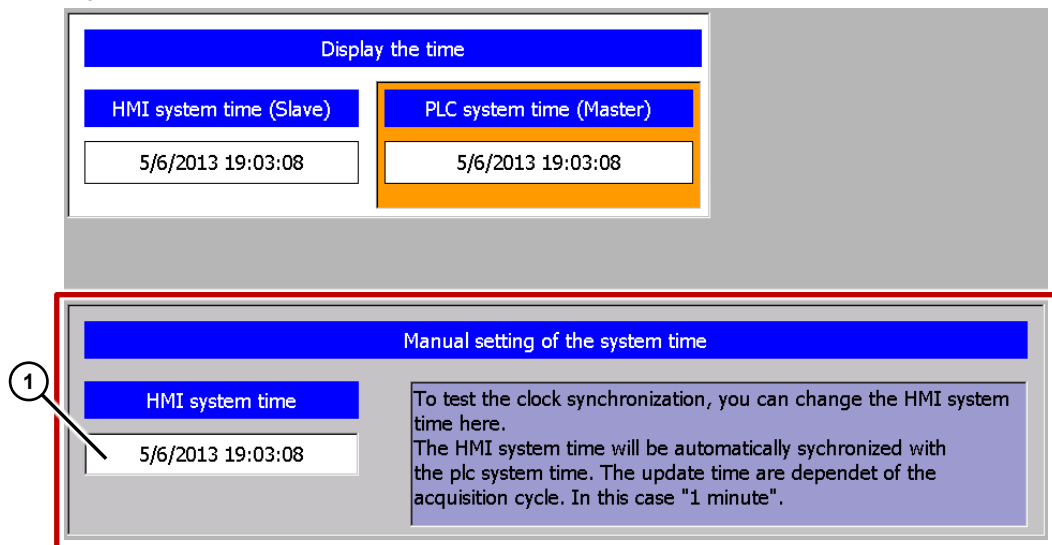 Display the time
HMI system time (Slave)
PLC system time (Master)
5/6/2013 19:03:08
5/6/2013 19:03:08
Manual setting of the system time
1
HMI system time
5/6/2013 19:03:08
To test the clock synchronization, you can change the HMI system
time here.
The HMI system time will be automatically sychronized with
the plc system time. The update time are dependet of the
acquisition cycle. In this case "1 minute".